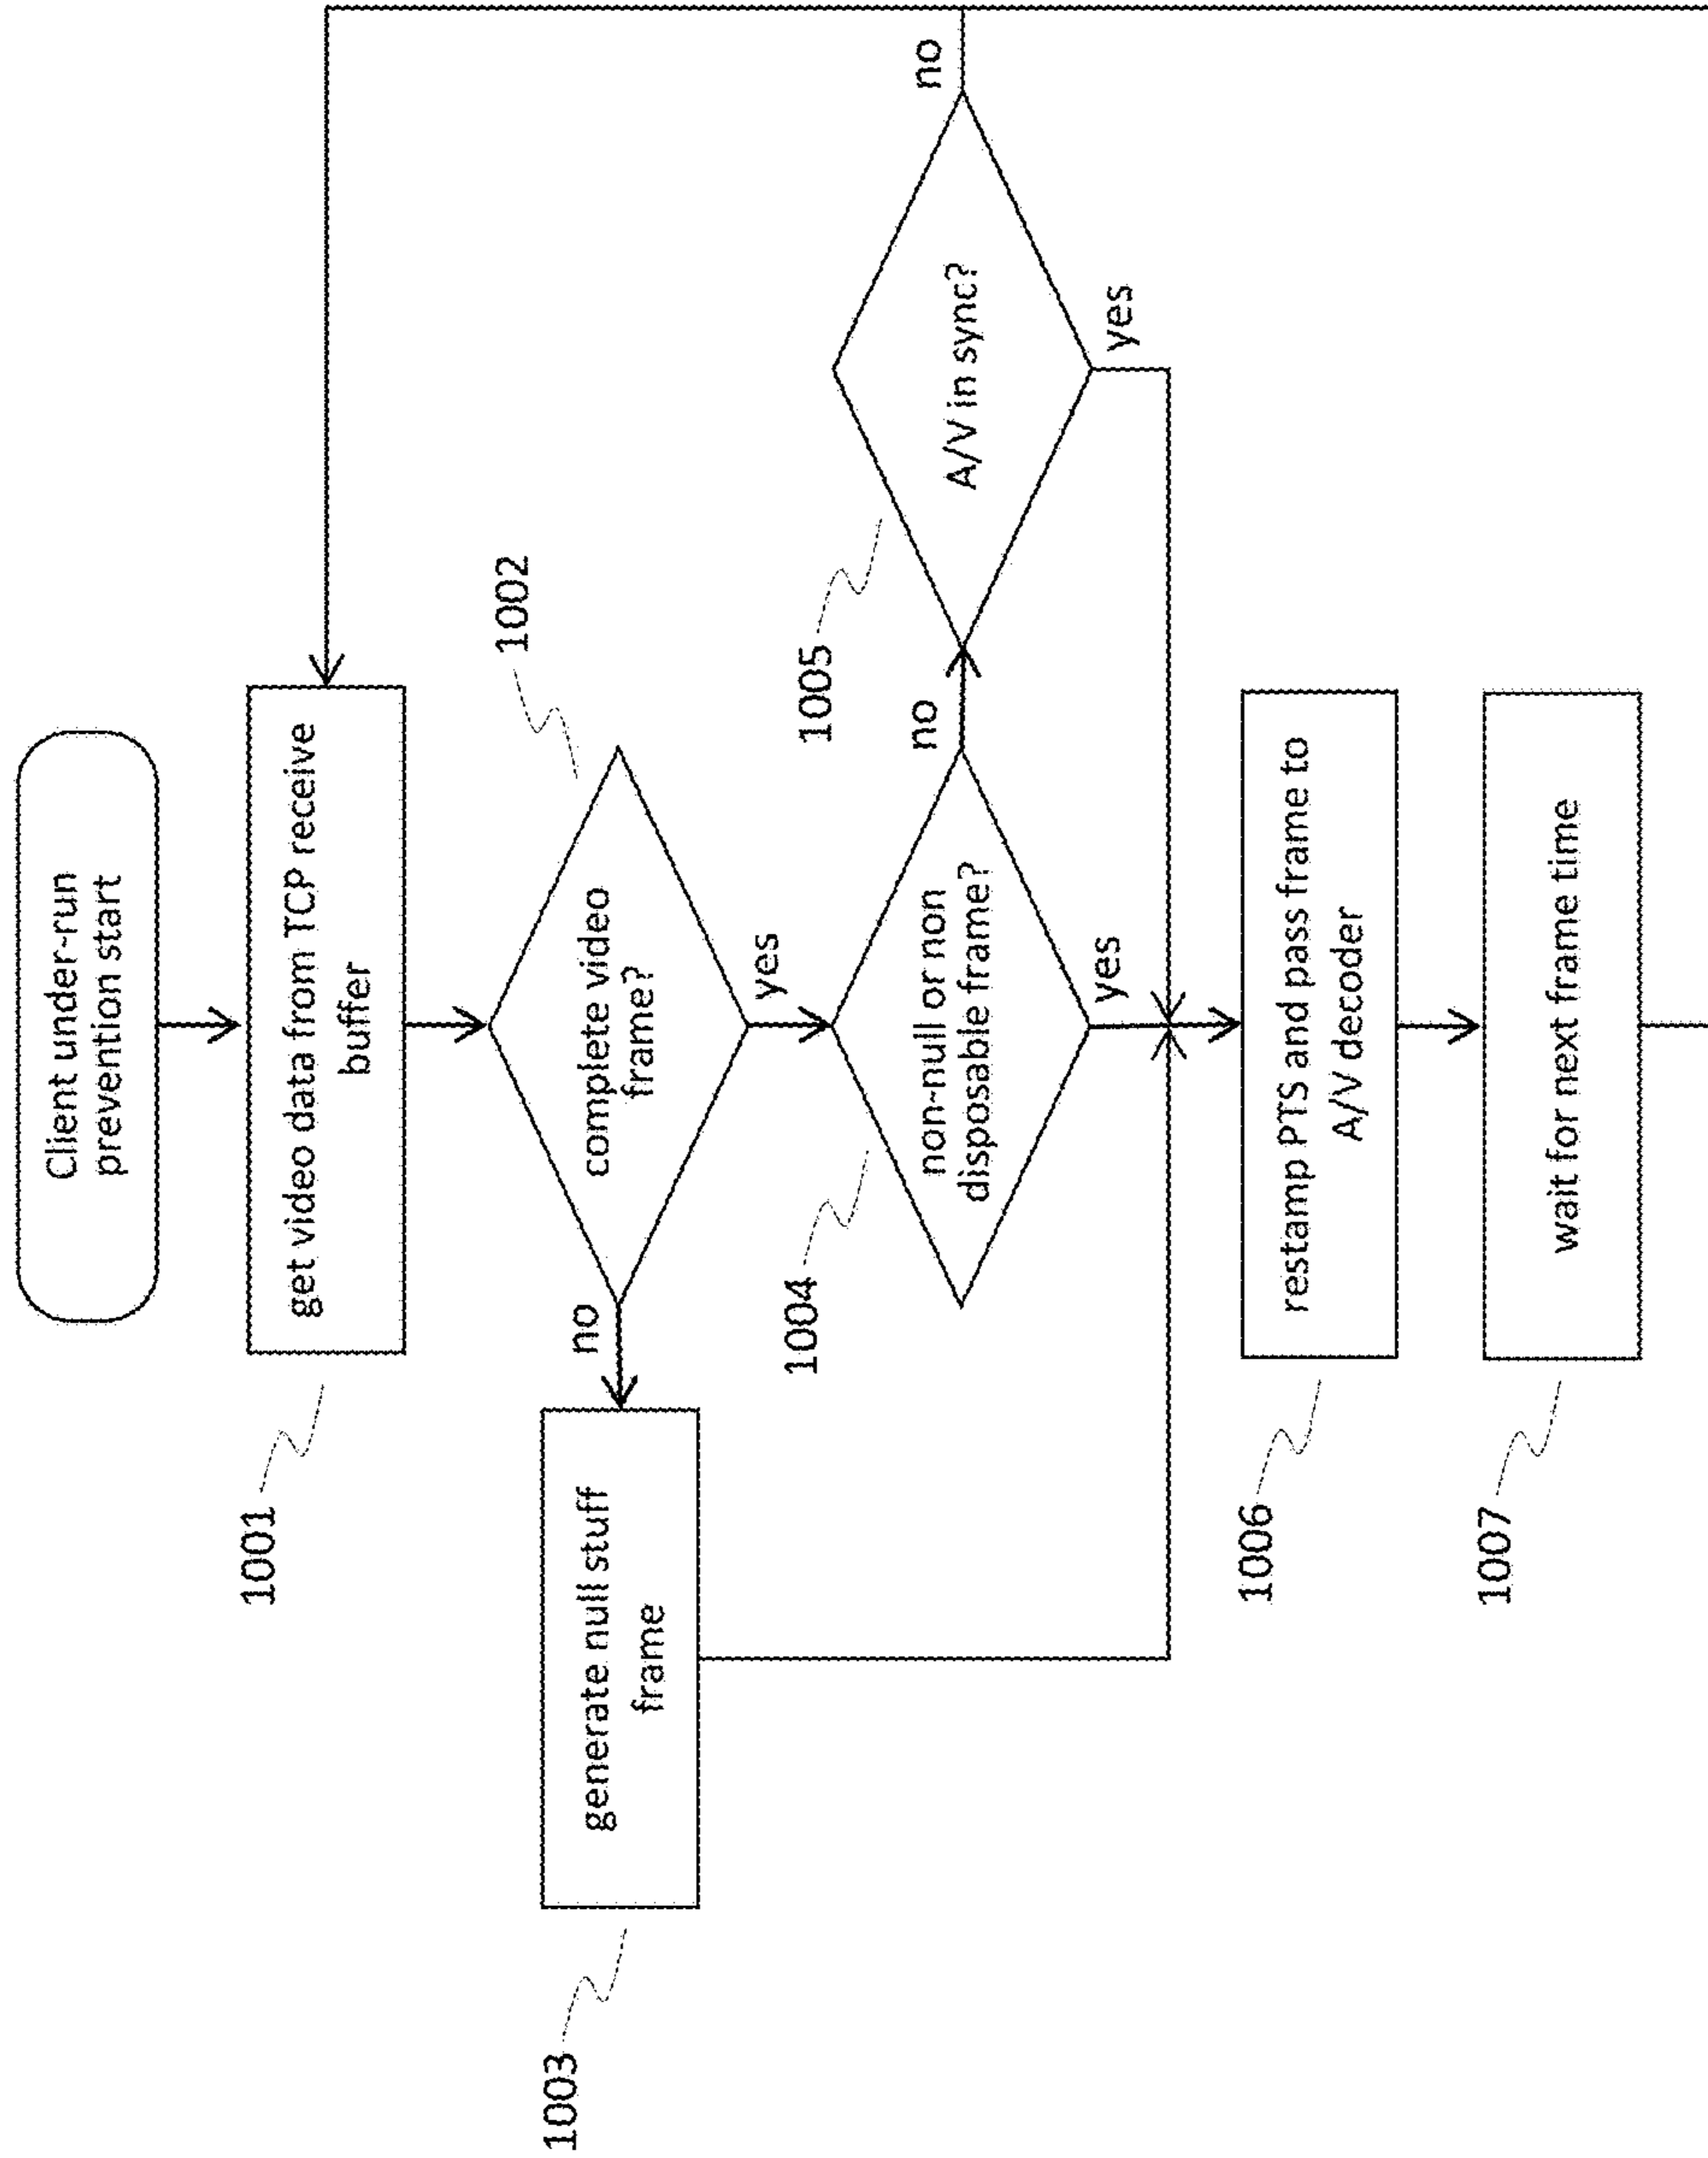 Client under-run
prevention start
1001
get video data from TCP receive
buffer
1002
complete video
frame?
no
yes
1003
generate null stuff
frame
1004
non-null or non
disposable frame?
no
yes
1005
A/V in sync?
no
yes
1006
restamp PTS and pass frame to
A/V decoder
1007
wait for next frame time